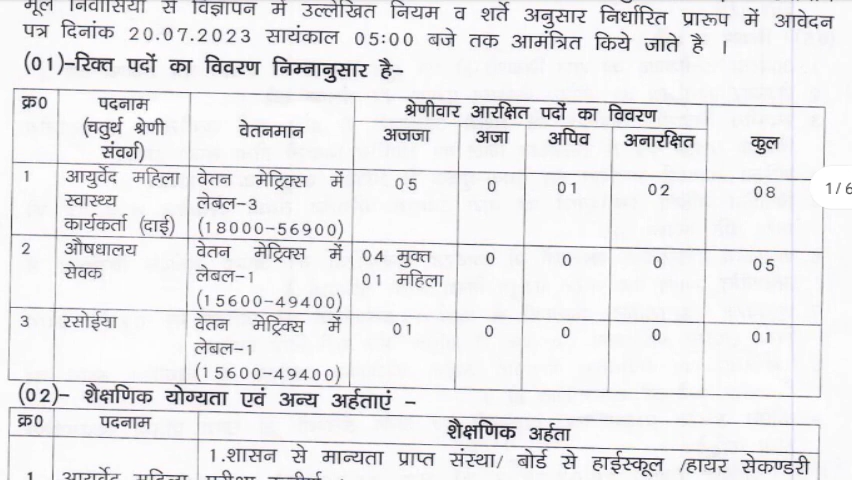 मूल निवासियों से विज्ञापन में उल्लेखित नियम व शर्ते अनुसार निर्धारित प्रारूप में आवेदन
पत्र दिनांक 20.07.2023 सायंकाल 05:00 बजे तक आमंत्रित किये जाते है ।
(01)-रिक्त पदों का विवरण निम्नानुसार है-
क्र0 पदनाम (चतुर्थ श्रेणी संवर्ग) वेतनमान श्रेणीवार आरक्षित पदों का विवरण कुल
अजजा अजा अपिव अनारक्षित
1 आयुर्वेद महिला वेतन मेट्रिक्स में 05 0 01 02 08
स्वास्थ्य लेबल-3
कार्यकर्ता (दाई) (18000-56900)
2 औषधालय वेतन मेट्रिक्स में 04 मुक्त 0 0 0 05
सेवक लेबल-1 01 महिला
(15600-49400)
3 रसोईया वेतन मेट्रिक्स में 01 0 0 0 01
लेबल-1
(15600-49400)
(02)- शैक्षणिक योग्यता एवं अन्य अर्हताएं -
क्र0 पदनाम शैक्षणिक अर्हता
1.शासन से मान्यता प्राप्त संस्था/ बोर्ड से हाईस्कूल /हायर सेकण्डरी
1 आयुर्वेद महिला
1/6